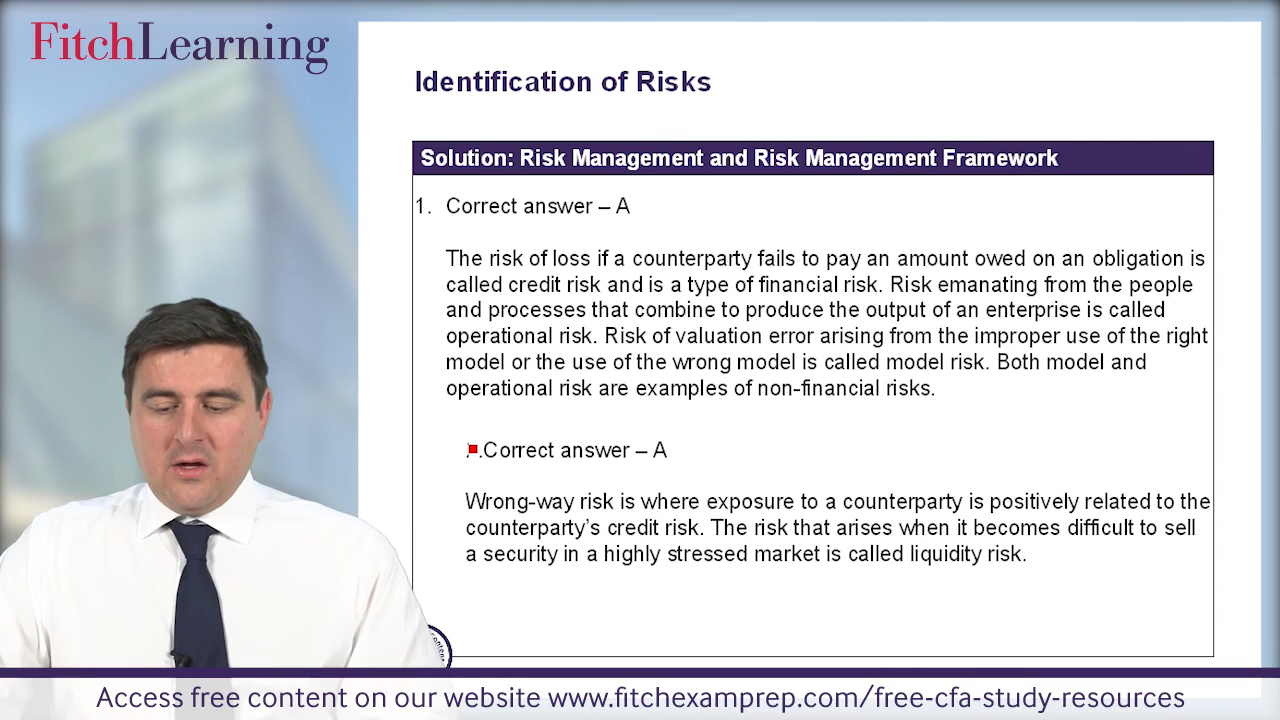 FitchLearning
Identification of Risks
Solution: Risk Management and Risk Management Framework
1. Correct answer – A
The risk of loss if a counterparty fails to pay an amount owed on an obligation is
called credit risk and is a type of financial risk. Risk emanating from the people
and processes that combine to produce the output of an enterprise is called
operational risk. Risk of valuation error arising from the improper use of the right
model or the use of the wrong model is called model risk. Both model and
operational risk are examples of non-financial risks.
.Correct answer – A
Wrong-way risk is where exposure to a counterparty is positively related to the
counterparty's credit risk. The risk that arises when it becomes difficult to sell
a security in a highly stressed market is called liquidity risk.
Access free content on our website www.fitchexamprep.com/free-cfa-study-resources